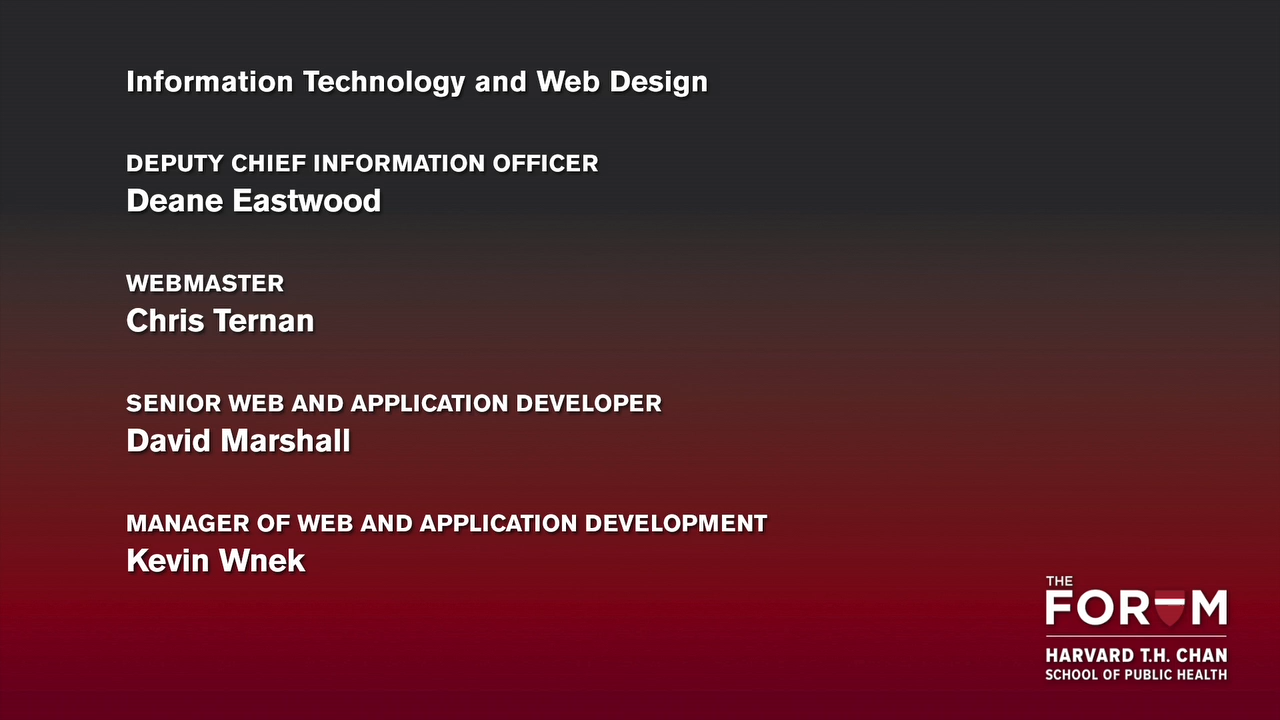 Information Technology and Web Design
DEPUTY CHIEF INFORMATION OFFICER
Deane Eastwood
WEBMASTER
Chris Ternan
SENIOR WEB AND APPLICATION DEVELOPER
David Marshall
MANAGER OF WEB AND APPLICATION DEVELOPMENT
Kevin Wnek
THE
FORUM
HARVARD T.H. CHAN
SCHOOL OF PUBLIC HEALTH